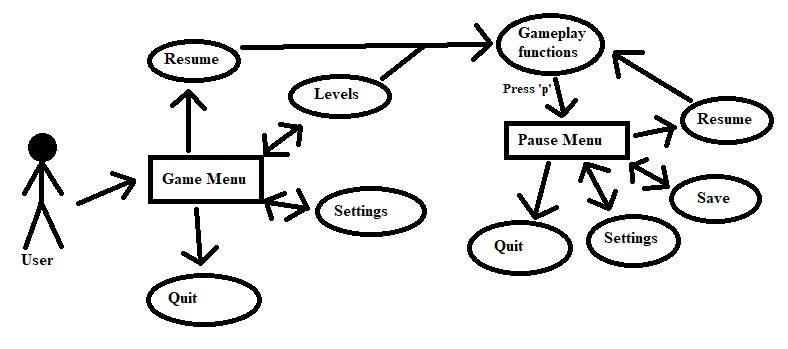 Gameplay
functions
Resume
Press 'p'
Levels
Resume
Pause Menu
Game Menu
Save
Settings
Settings
Quit
User
Quit